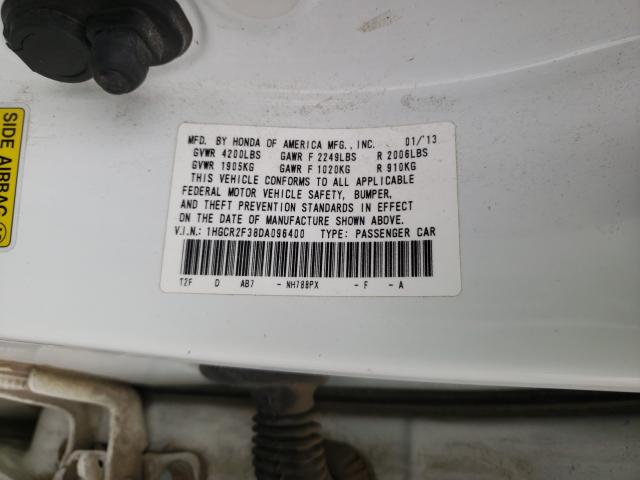 SIDE AIRBAG
MFD. BY HONDA OF AMERICA MFG., INC. 01/'13
GVWR 4200LBS GAWR F 2249LBS R 2006LBS
GVWR 1905KG GAWR F 1020KG R 910KG
THIS VEHICLE CONFORMS TO ALL APPLICABLE
FEDERAL MOTOR VEHICLE SAFETY, BUMPER,
AND THEFT PREVENTION STANDARDS IN EFFECT
ON THE DATE OF MANUFACTURE SHOWN ABOVE.
V.I.N.: 1HGCR2F38DA096400 TYPE: PASSENGER CAR
T2F D AB7 - NH788PX - F - A